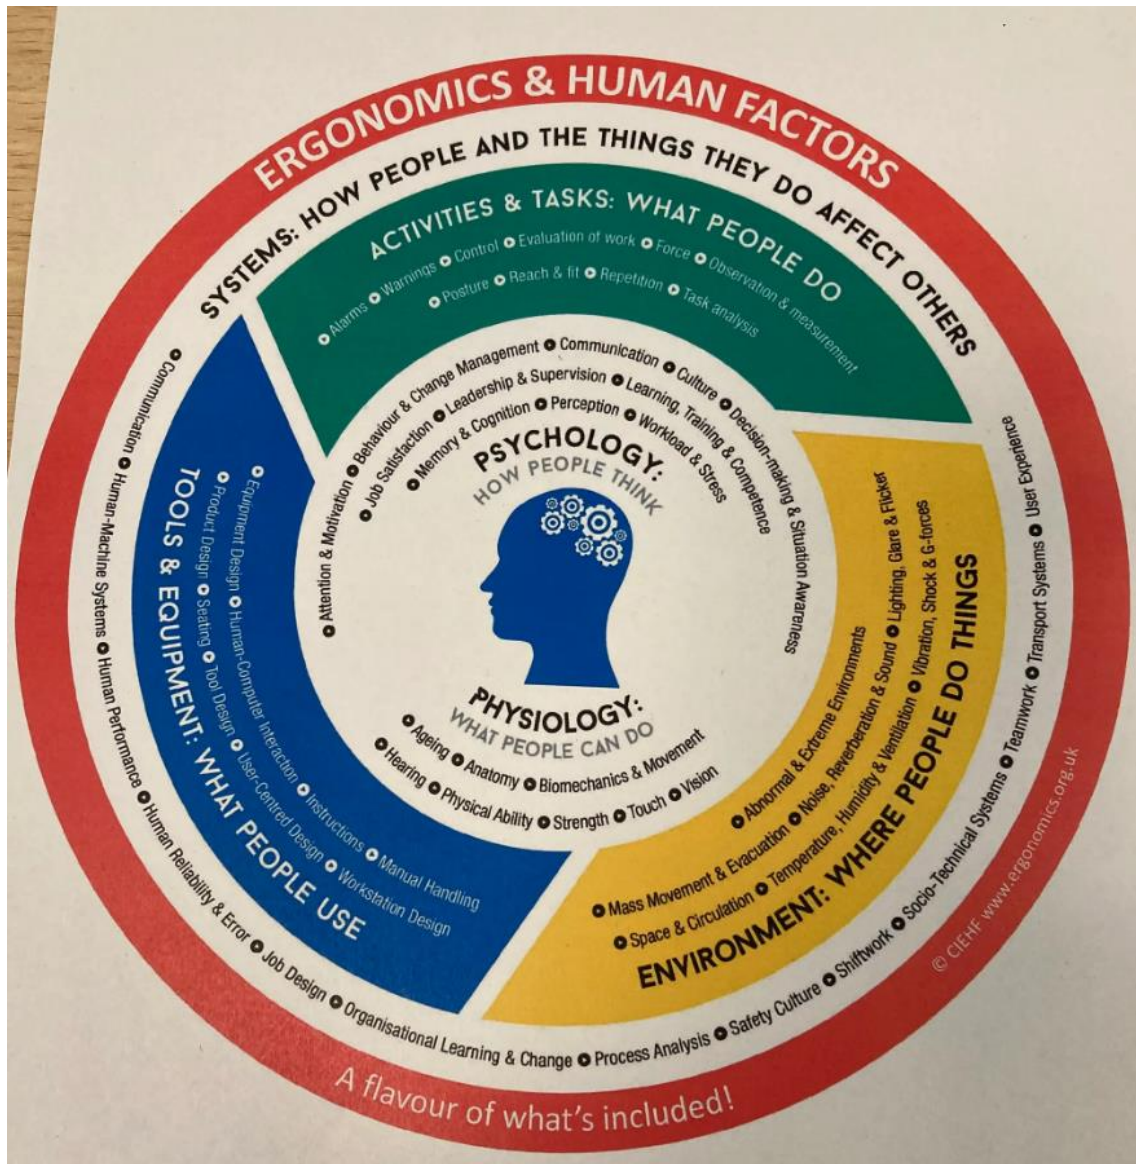 ERGONOMICS & HUMAN FACTORS
SYSTEMS: HOW PEOPLE AND THE THINGS THEY DO AFFECT OTHERS
ACTIVITIES & TASKS: WHAT PEOPLE DO
Alarms Warnings Control Evaluation of work Force Observation & measurement
Posture Reach & fit Repetition Task analysis
Attention & Motivation Behaviour & Change Management Communication Culture Decision-making & Situation Awareness
Job Satisfaction Leadership & Supervision Learning, Training & Competence
Memory & Cognition Perception Workload & Stress
PSYCHOLOGY:
HOW PEOPLE THINK
PHYSIOLOGY:
WHAT PEOPLE CAN DO
Ageing Anatomy Biomechanics & Movement
Hearing Physical Ability Strength Touch Vision
Equipment Design Human-Computer Interaction Instructions Manual Handling
Product Design Seating Tool Design User-Centred Design Workstation Design
TOOLS & EQUIPMENT: WHAT PEOPLE USE
Abnormal & Extreme Environments
Mass Movement & Evacuation Noise, Reverberation & Sound Lighting, Glare & Flicker
Space & Circulation Temperature, Humidity & Ventilation Vibration, Shock & G-forces
ENVIRONMENT: WHERE PEOPLE DO THINGS
Communication Human-Machine Systems Human Performance Human Reliability & Error Job Design Organisational Learning & Change Process Analysis Safety Culture Shiftwork Socio-Technical Systems Teamwork Transport Systems User Experience
A flavour of what's included!
© CIEHF www.ergonomics.org.uk